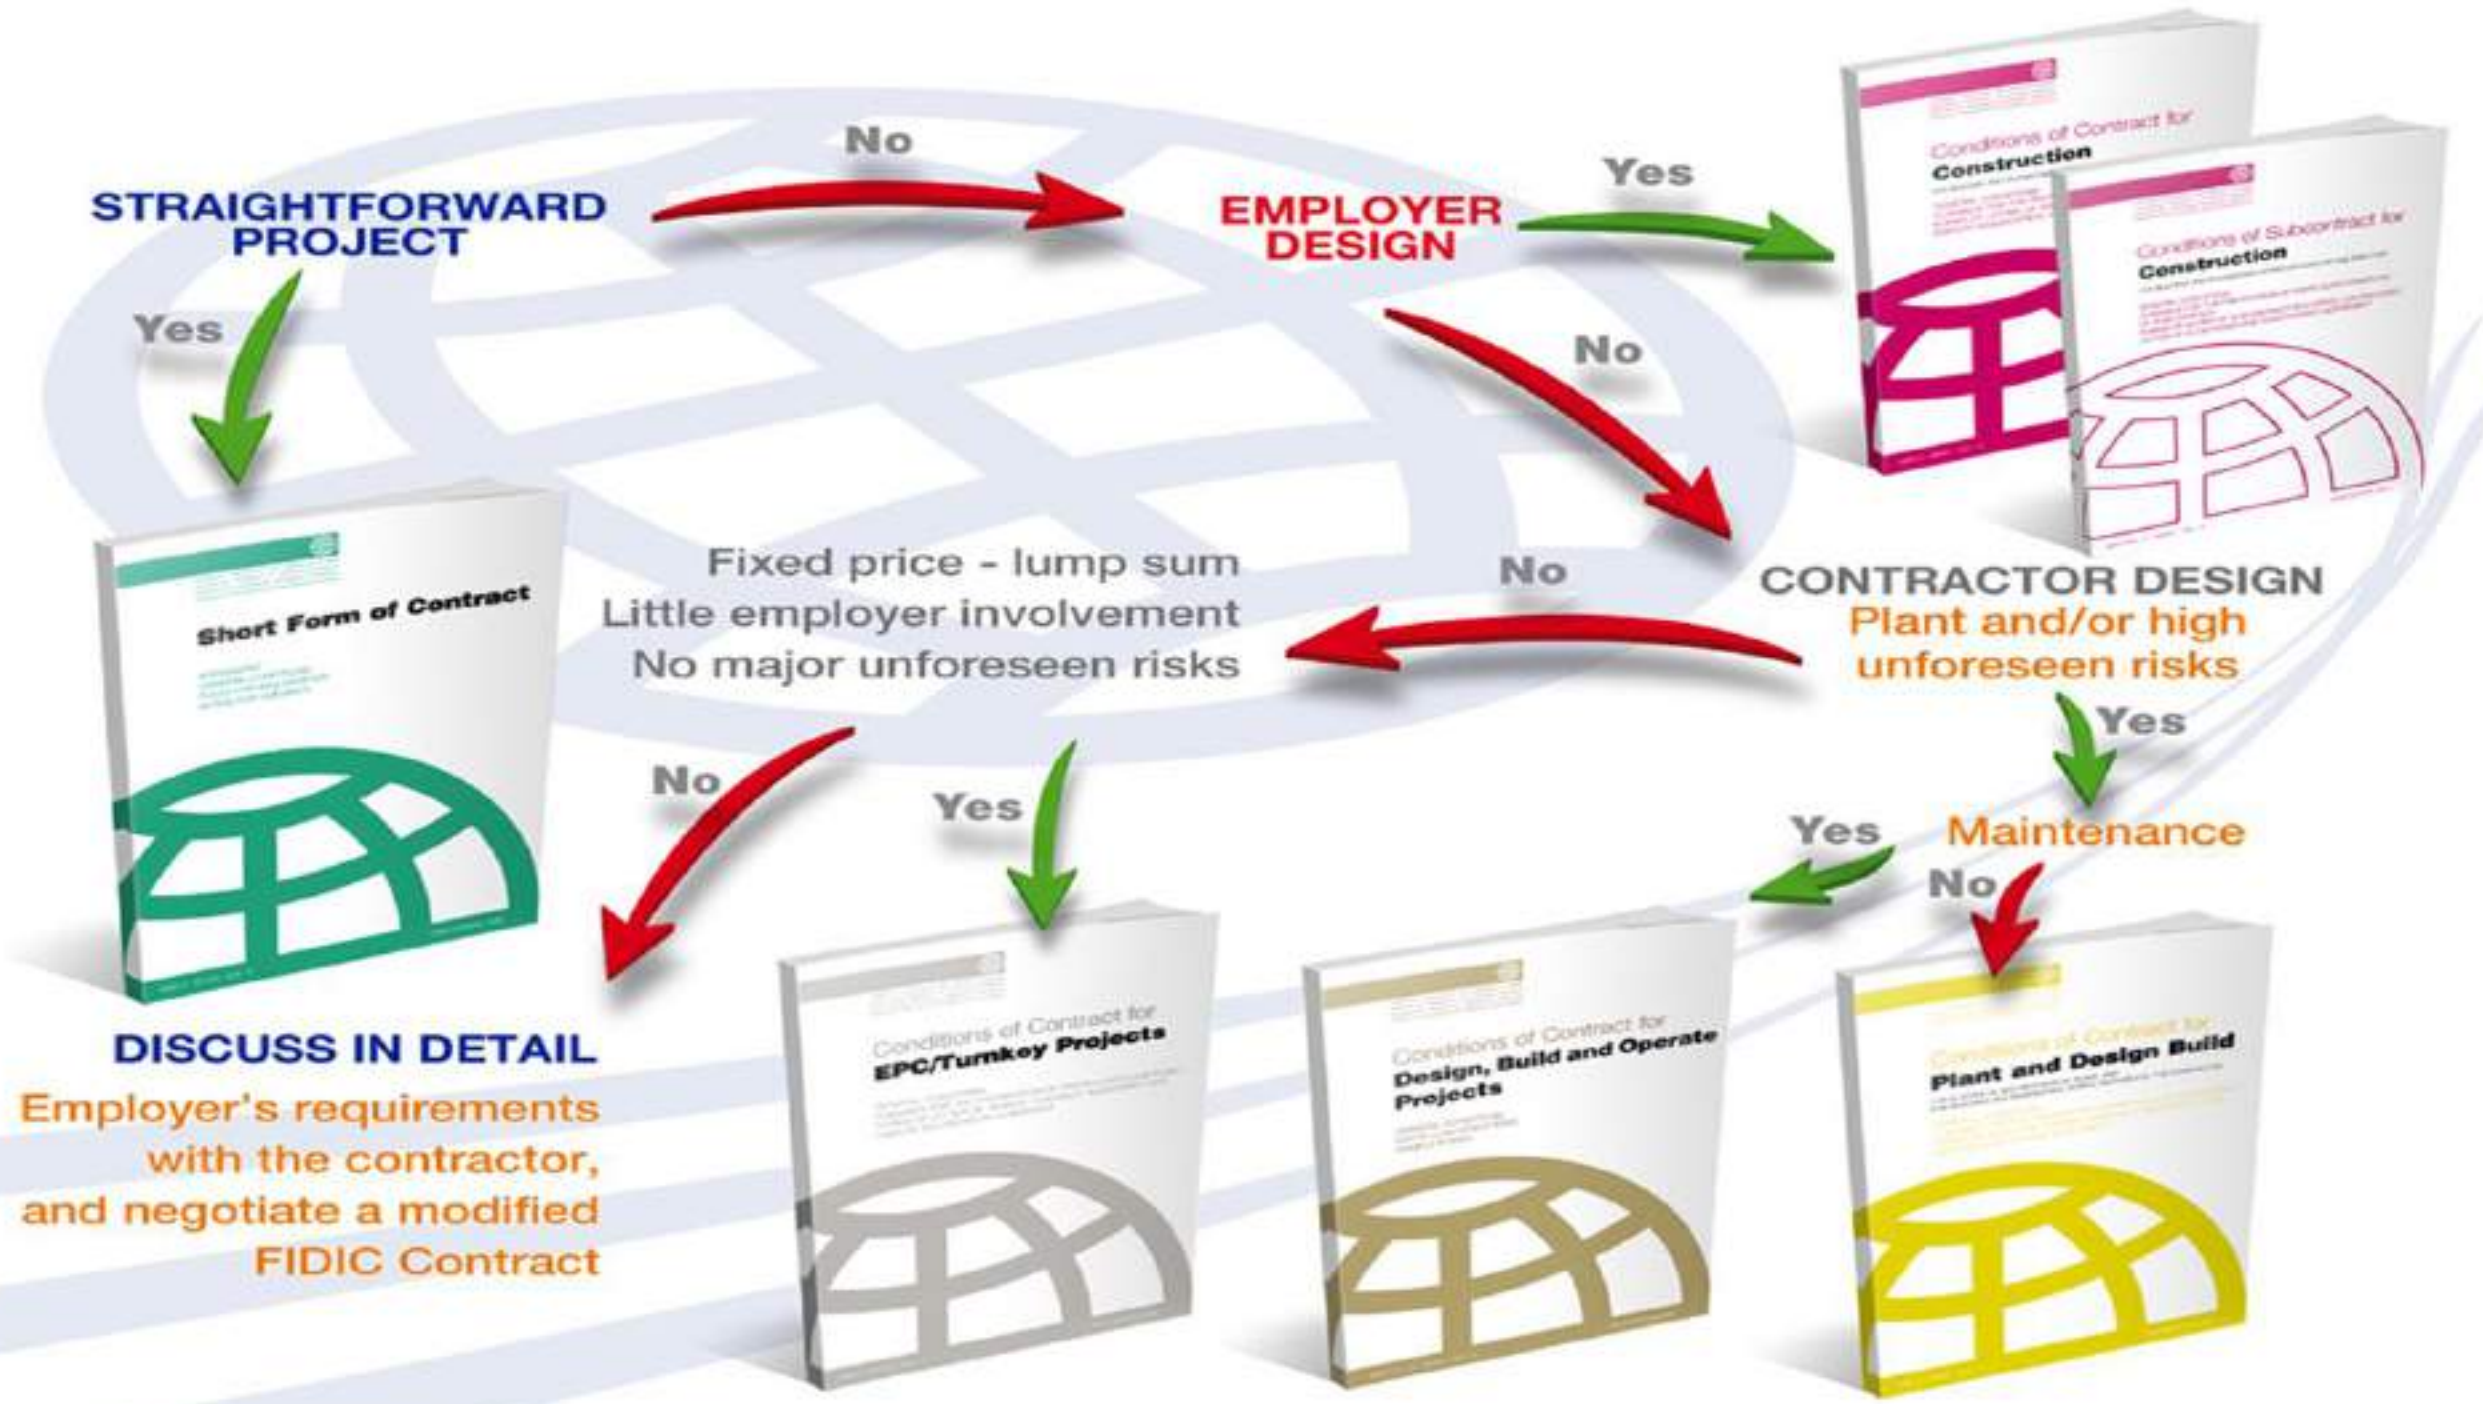 STRAIGHTFORWARD
PROJECT
No
EMPLOYER
DESIGN
Yes
Conditions of Contract for
Construction
Conditions of Subcontract for
Construction
Yes
No
Short Form of Contract
Fixed price - lump sum
Little employer involvement
No major unforeseen risks
No
CONTRACTOR DESIGN
Plant and/or high
unforeseen risks
Yes
Maintenance
Yes
No
No
Yes
DISCUSS IN DETAIL
Employer's requirements
with the contractor,
and negotiate a modified
FIDIC Contract
Conditions of Contract for
EPC/Turnkey Projects
Conditions of Contract for
Design, Build and Operate
Projects
Conditions of Contract for
Plant and Design Build